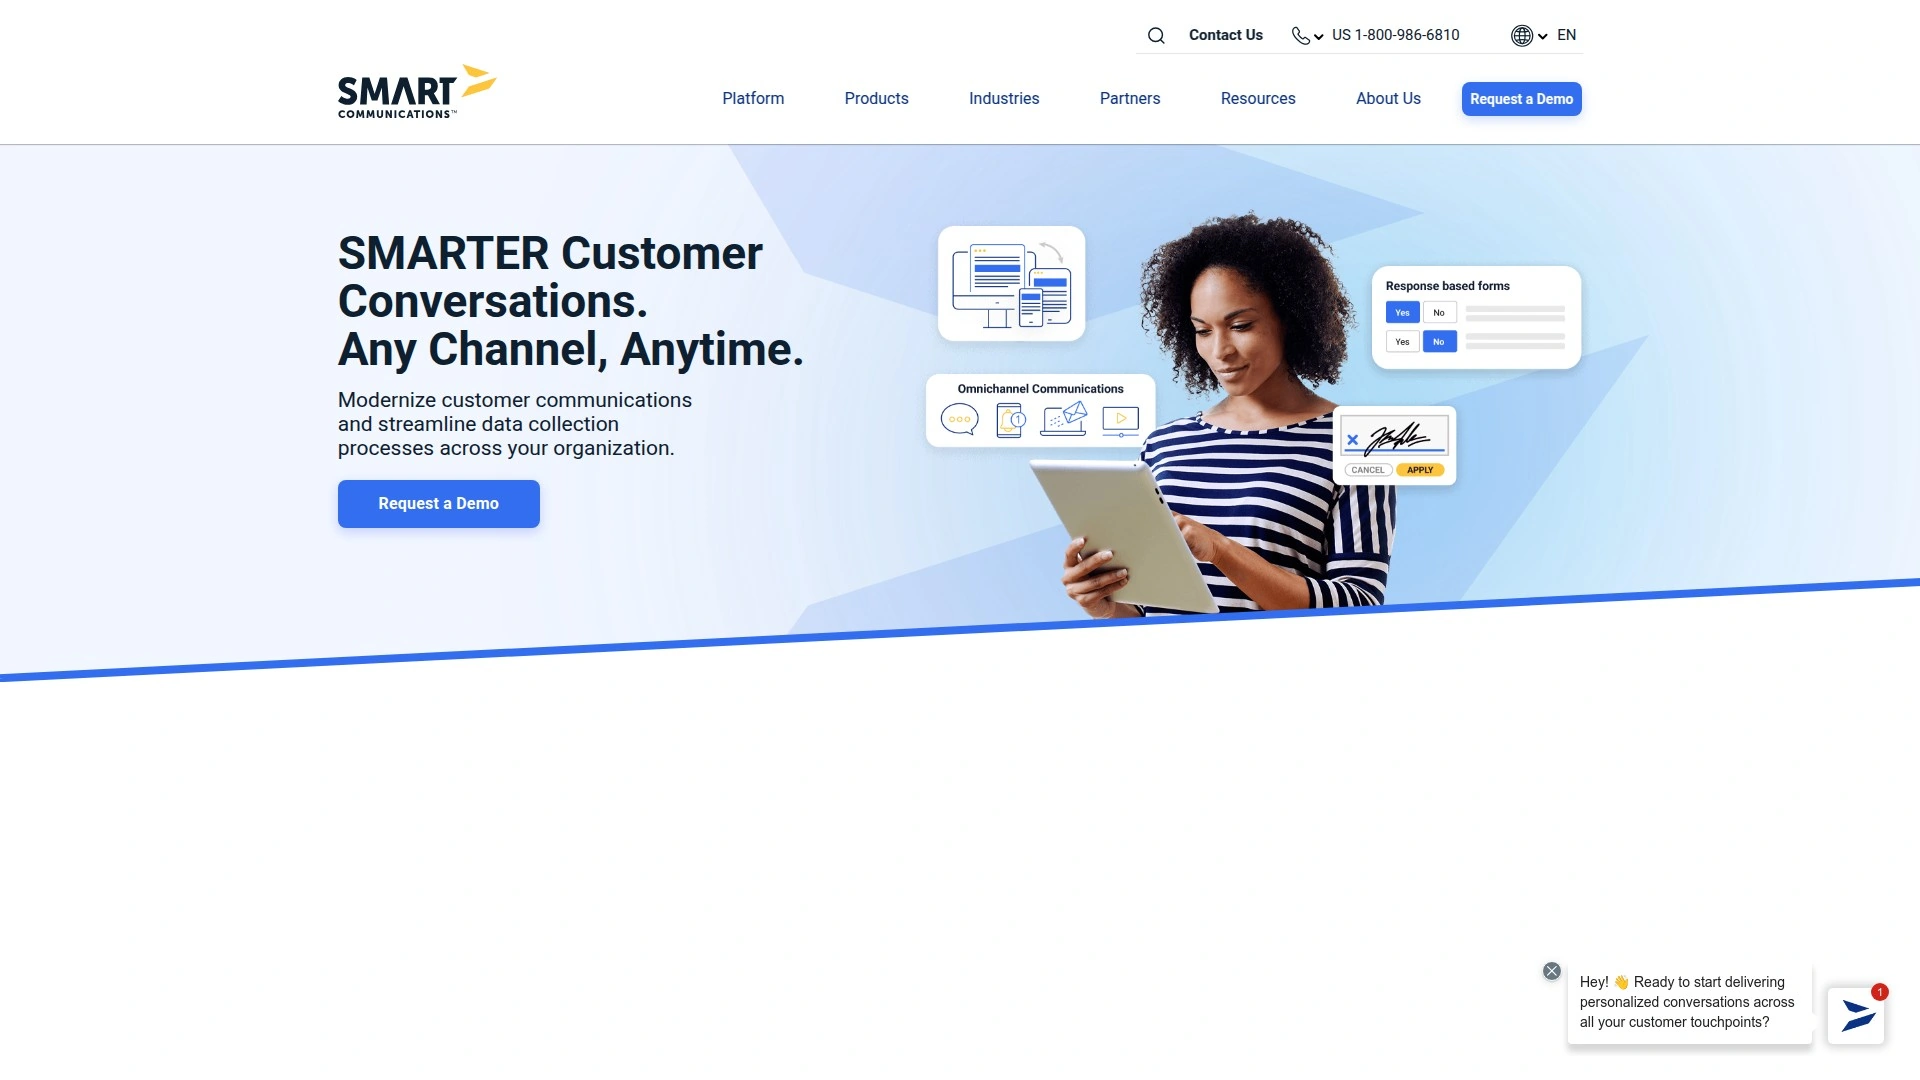 Contact Us
US 1-800-986-6810
EN
SMART
COMMUNICATIONS™
Platform
Products
Industries
Partners
Resources
About Us
Request a Demo
SMARTER Customer
Conversations.
Any Channel, Anytime.
Modernize customer communications
and streamline data collection
processes across your organization.
Request a Demo
Omnichannel Communications
1
Response based forms
Yes No
Yes No
CANCEL APPLY
Hey! 👋 Ready to start delivering
personalized conversations across
all your customer touchpoints?
1